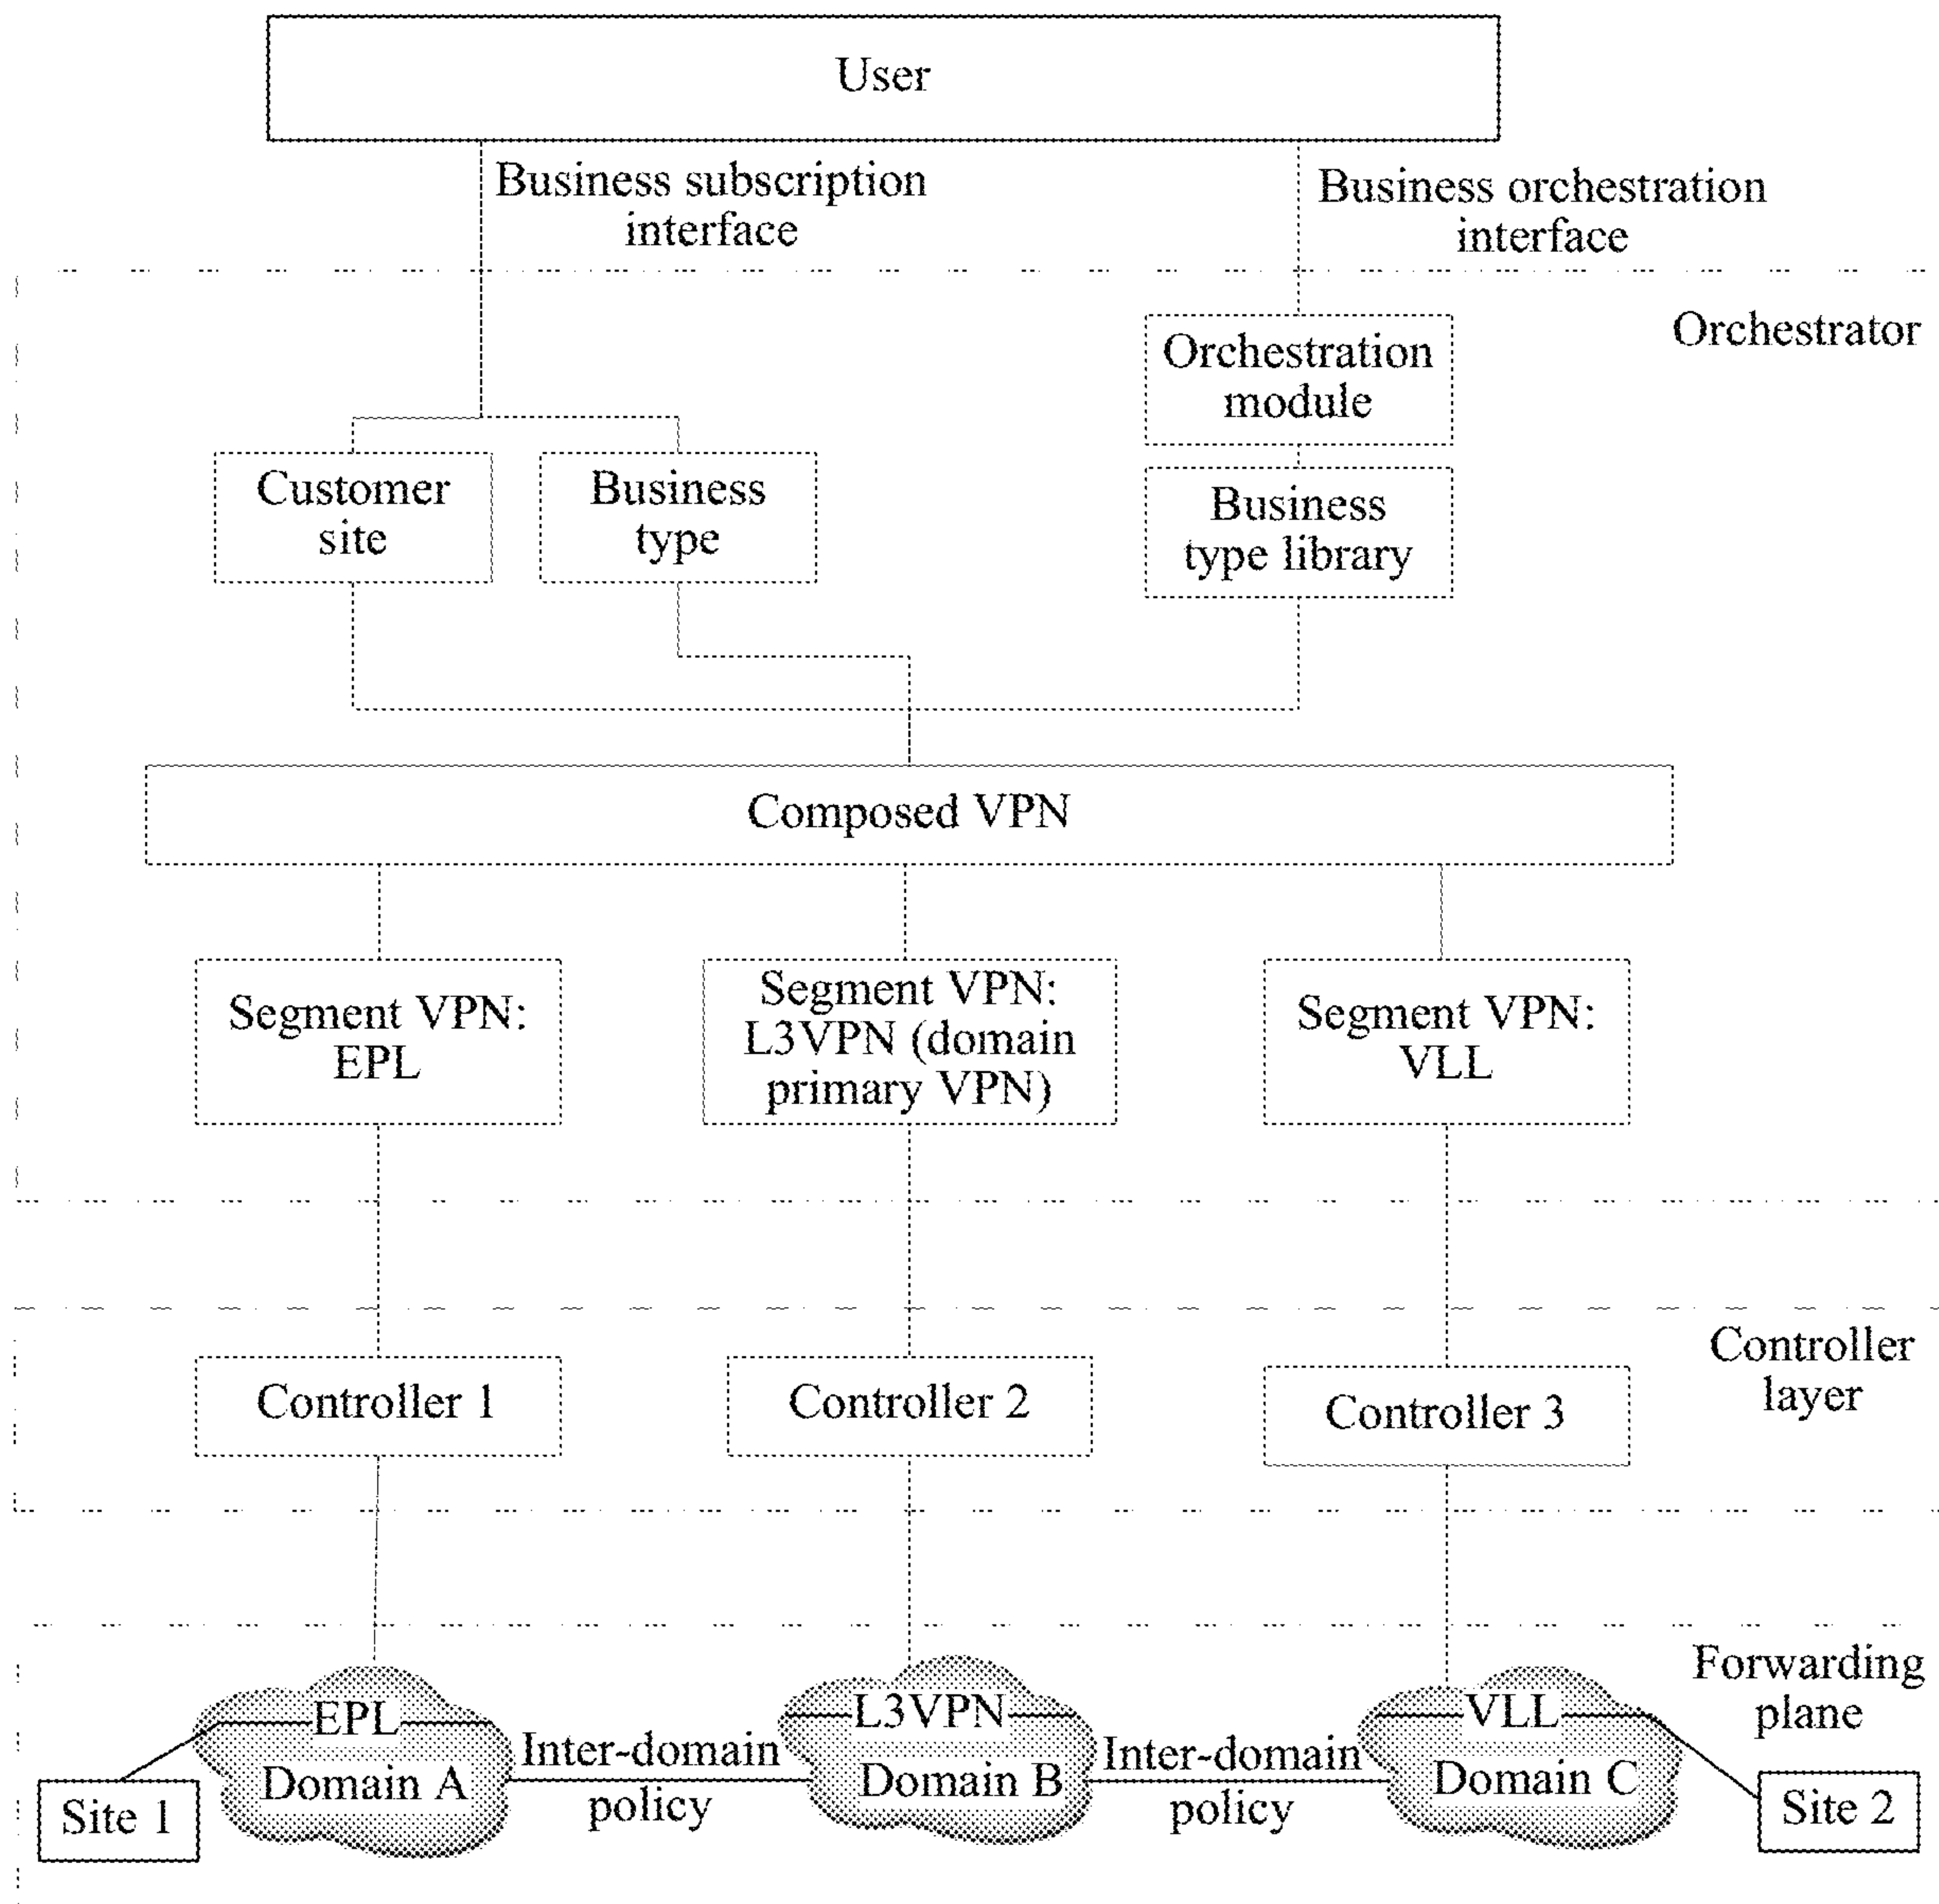 User
Business subscription
interface
Business orchestration
interface
Orchestrator
Orchestration
module
Customer
site
Business
type
Business
type library
Composed VPN
Segment VPN:
EPL
Segment VPN:
L3VPN (domain
primary VPN)
Segment VPN:
VLL
Controller
layer
Controller 1
Controller 2
Controller 3
Forwarding
plane
EPL
Domain A
Inter-domain
policy
L3VPN
Domain B
Inter-domain
policy
VLL
Domain C
Site 1
Site 2